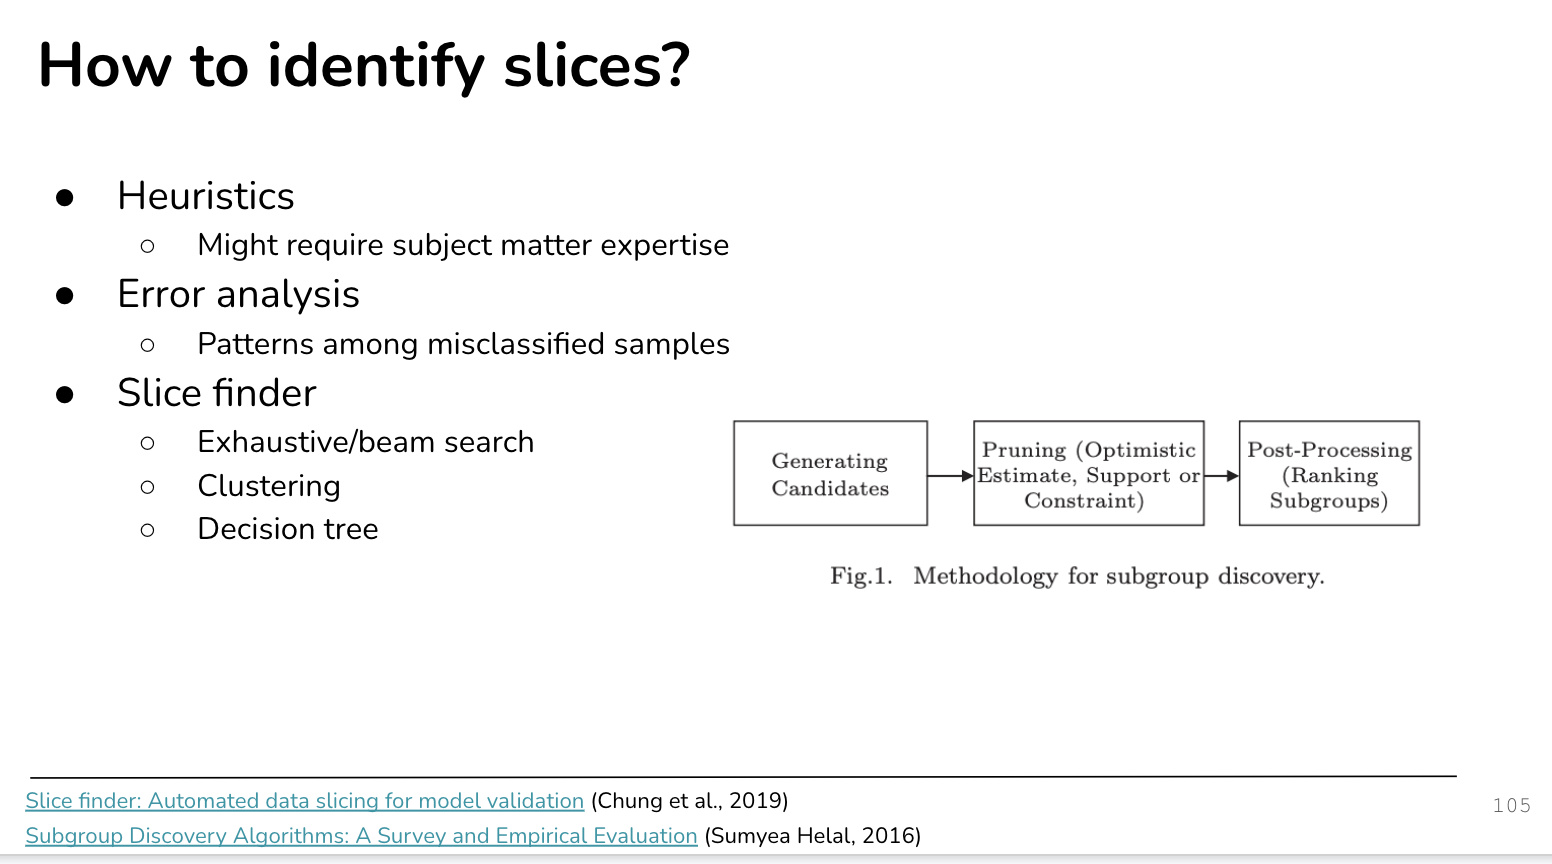 How to identify slices?
● Heuristics
○ Might require subject matter expertise
● Error analysis
○ Patterns among misclassified samples
● Slice finder
○ Exhaustive/beam search
○ Clustering
○ Decision tree
Generating
Candidates
Pruning (Optimistic
Estimate, Support or
Constraint)
Post-Processing
(Ranking
Subgroups)
Fig.1. Methodology for subgroup discovery.
Slice finder: Automated data slicing for model validation (Chung et al., 2019)
Subgroup Discovery Algorithms: A Survey and Empirical Evaluation (Sumyea Helal, 2016)
105